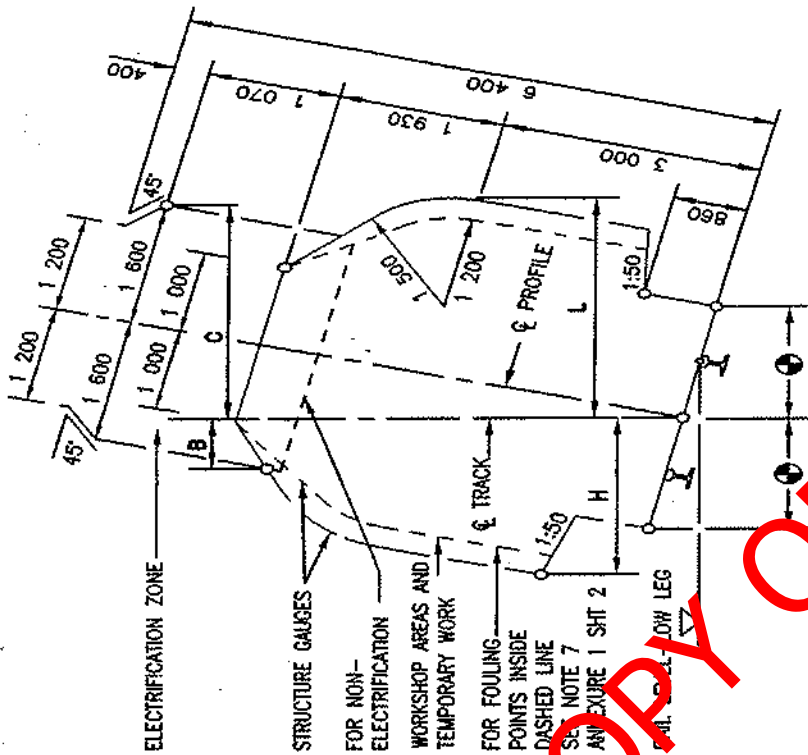 400
1 070
6 400
1 930
3 000
860
45°
1 200
1 600
1 000
1 200
1 600
1 000
45°
C
B
1 500
1 200
1:50
℄ PROFILE
L
ELECTRIFICATION ZONE
STRUCTURE GAUGES
FOR NON-
ELECTRIFICATION
℄ TRACK
H
1:50
WORKSHOP AREAS AND
TEMPORARY WORK
FOR FOULING
POINTS INSIDE
DASHED LINE
SEE NOTE 7
ANNEXURE 1 SHT 2
LOW LEG
COPY